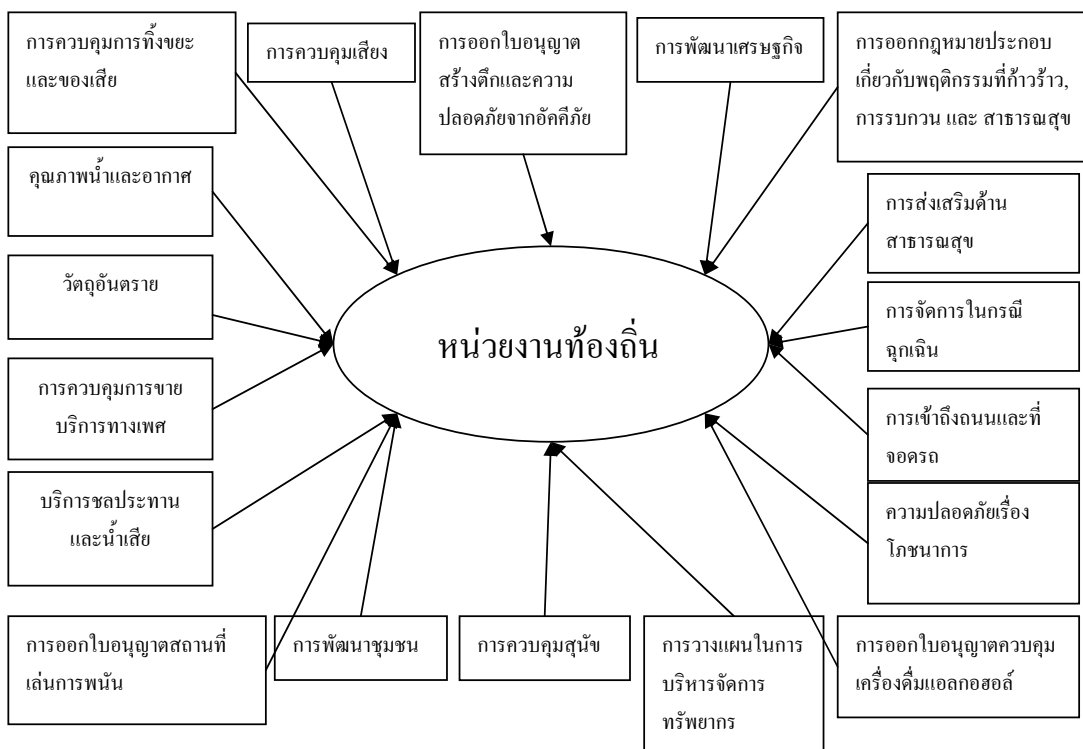 การควบคุมการทิ้งขยะ
และของเสีย
การควบคุมเสียง
การออกใบอนุญาต
สร้างตึกและความ
ปลอดภัยจากอัคคีภัย
การพัฒนาเศรษฐกิจ
การออกกฎหมายประกอบ
เกี่ยวกับพฤติกรรมที่ก้าวร้าว,
การรบกวน และ สาธารณสุข
คุณภาพน้ำและอากาศ
การส่งเสริมด้าน
สาธารณสุข
วัตถุอันตราย
การจัดการในกรณี
ฉุกเฉิน
หน่วยงานท้องถิ่น
การควบคุมการขาย
บริการทางเพศ
การเข้าถึงถนนและที่
จอดรถ
บริการชลประทาน
และน้ำเสีย
ความปลอดภัยเรื่อง
โภชนาการ
การออกใบอนุญาตสถานที่
เล่นการพนัน
การพัฒนาชุมชน
การควบคุมสุนัข
การวางแผนในการ
บริหารจัดการ
ทรัพยากร
การออกใบอนุญาตควบคุม
เครื่องดื่มแอลกอฮอล์